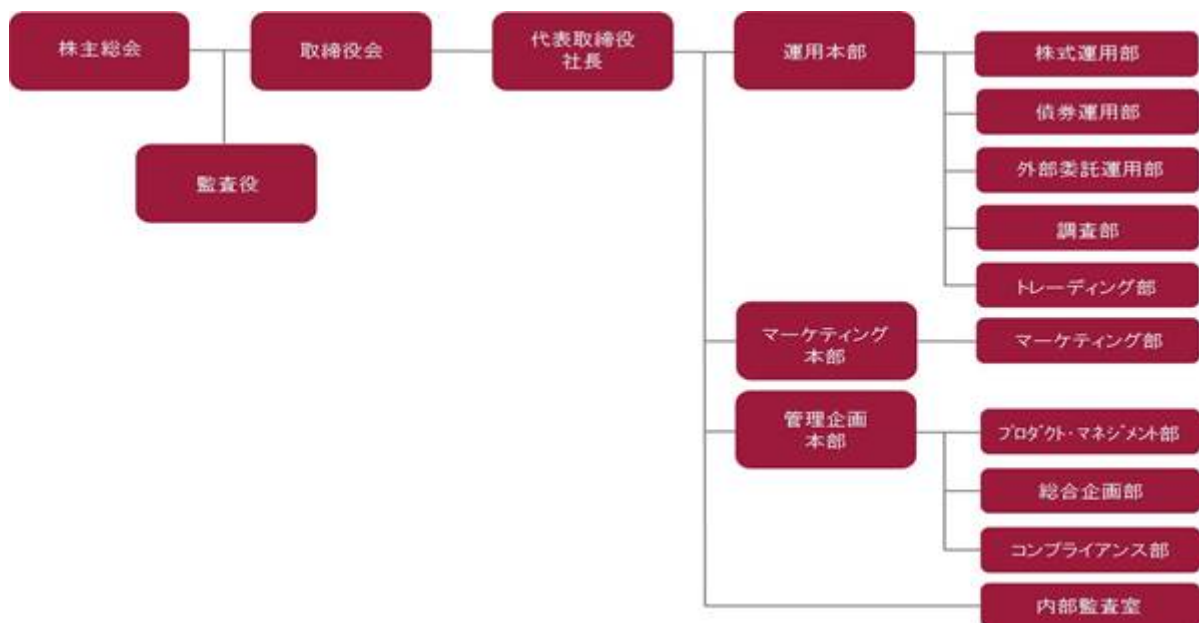 株主総会
取締役会
代表取締役
社長
運用本部
株式運用部
債券運用部
外部委託運用部
調査部
トレーディング部
監査役
マーケティング
本部
マーケティング部
管理企画
本部
プロダクト・マネジメント部
総合企画部
コンプライアンス部
内部監査室